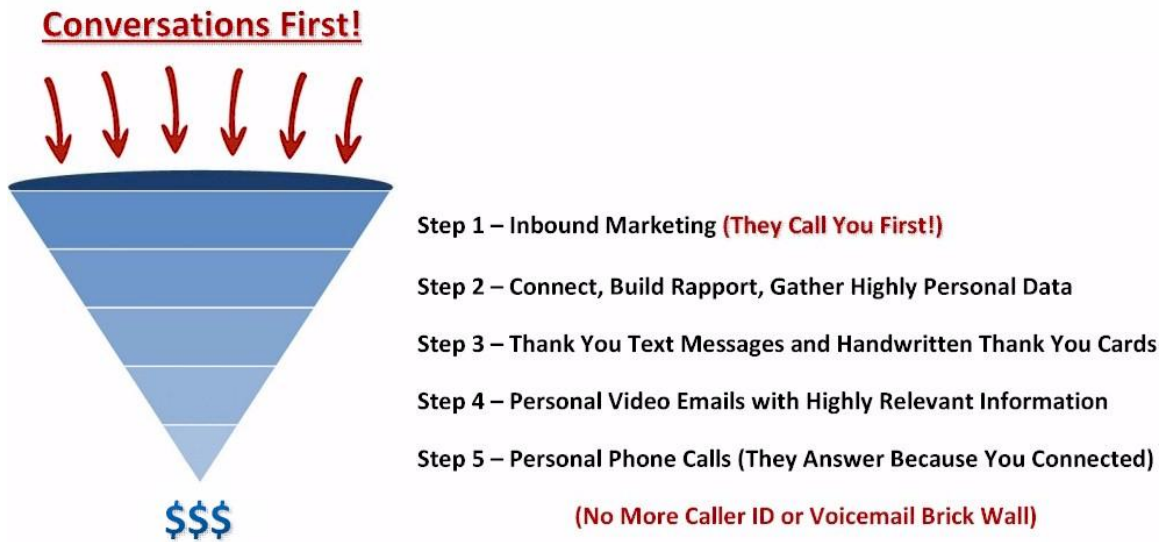 Conversations First!
Step 1 – Inbound Marketing (They Call You First!)
Step 2 – Connect, Build Rapport, Gather Highly Personal Data
Step 3 – Thank You Text Messages and Handwritten Thank You Cards
Step 4 – Personal Video Emails with Highly Relevant Information
Step 5 – Personal Phone Calls (They Answer Because You Connected)
$$$
(No More Caller ID or Voicemail Brick Wall)